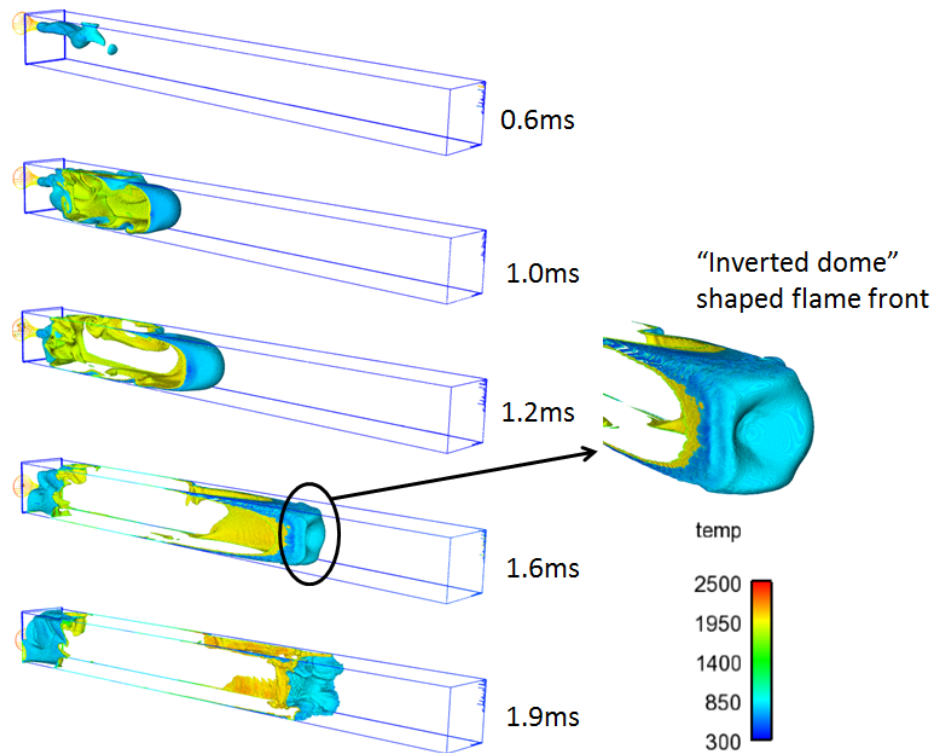 0.6ms
1.0ms
“Inverted dome”
shaped flame front
1.2ms
1.6ms
temp
2500
1950
1400
850
300
1.9ms